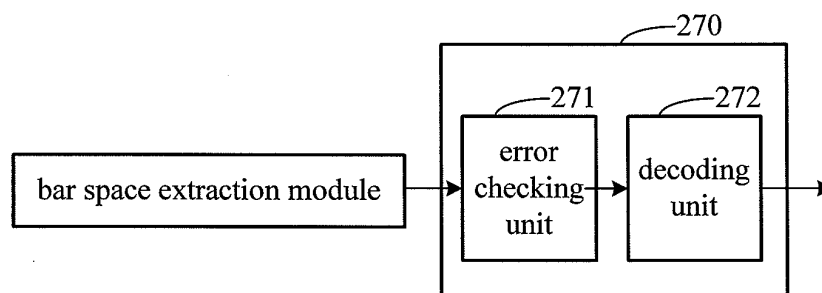 270
271
272
bar space extraction module
error
checking
unit
decoding
unit